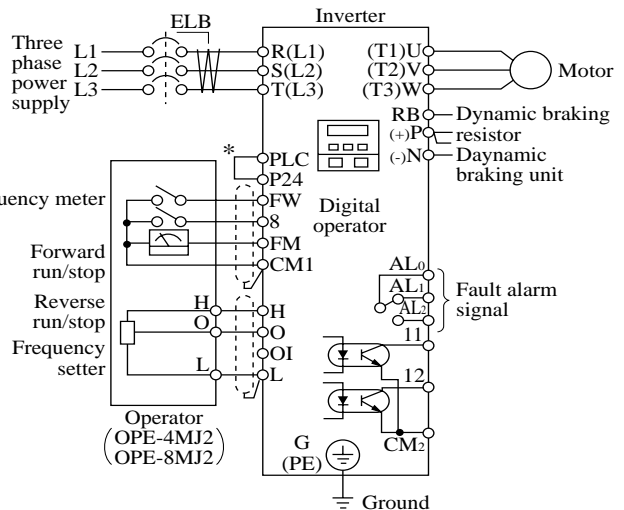 Inverter
ELB
Three
phase
power
supply
L1
L2
L3
R(L1)
S(L2)
T(L3)
(T1)U
(T2)V
(T3)W
Motor
RB
(+)P
(-)N
Dynamic braking
resistor
Daynamic
braking unit
*
PLC
P24
FW
8
FM
CM1
Digital
operator
uency meter
Forward
run/stop
Reverse
run/stop
Frequency
setter
H
O
L
H
O
OI
L
AL0
AL1
AL2
Fault alarm
signal
11
12
CM2
Operator
(OPE-4MJ2
OPE-8MJ2)
G
(PE)
Ground